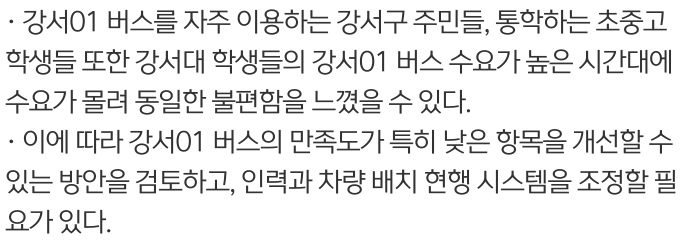 · 강서01 버스를 자주 이용하는 강서구 주민들, 통학하는 초중고
학생들 또한 강서대 학생들의 강서01 버스 수요가 높은 시간대에
수요가 몰려 동일한 불편함을 느꼈을 수 있다.
· 이에 따라 강서01 버스의 만족도가 특히 낮은 항목을 개선할 수
있는 방안을 검토하고, 인력과 차량 배치 현행 시스템을 조정할 필
요가 있다.